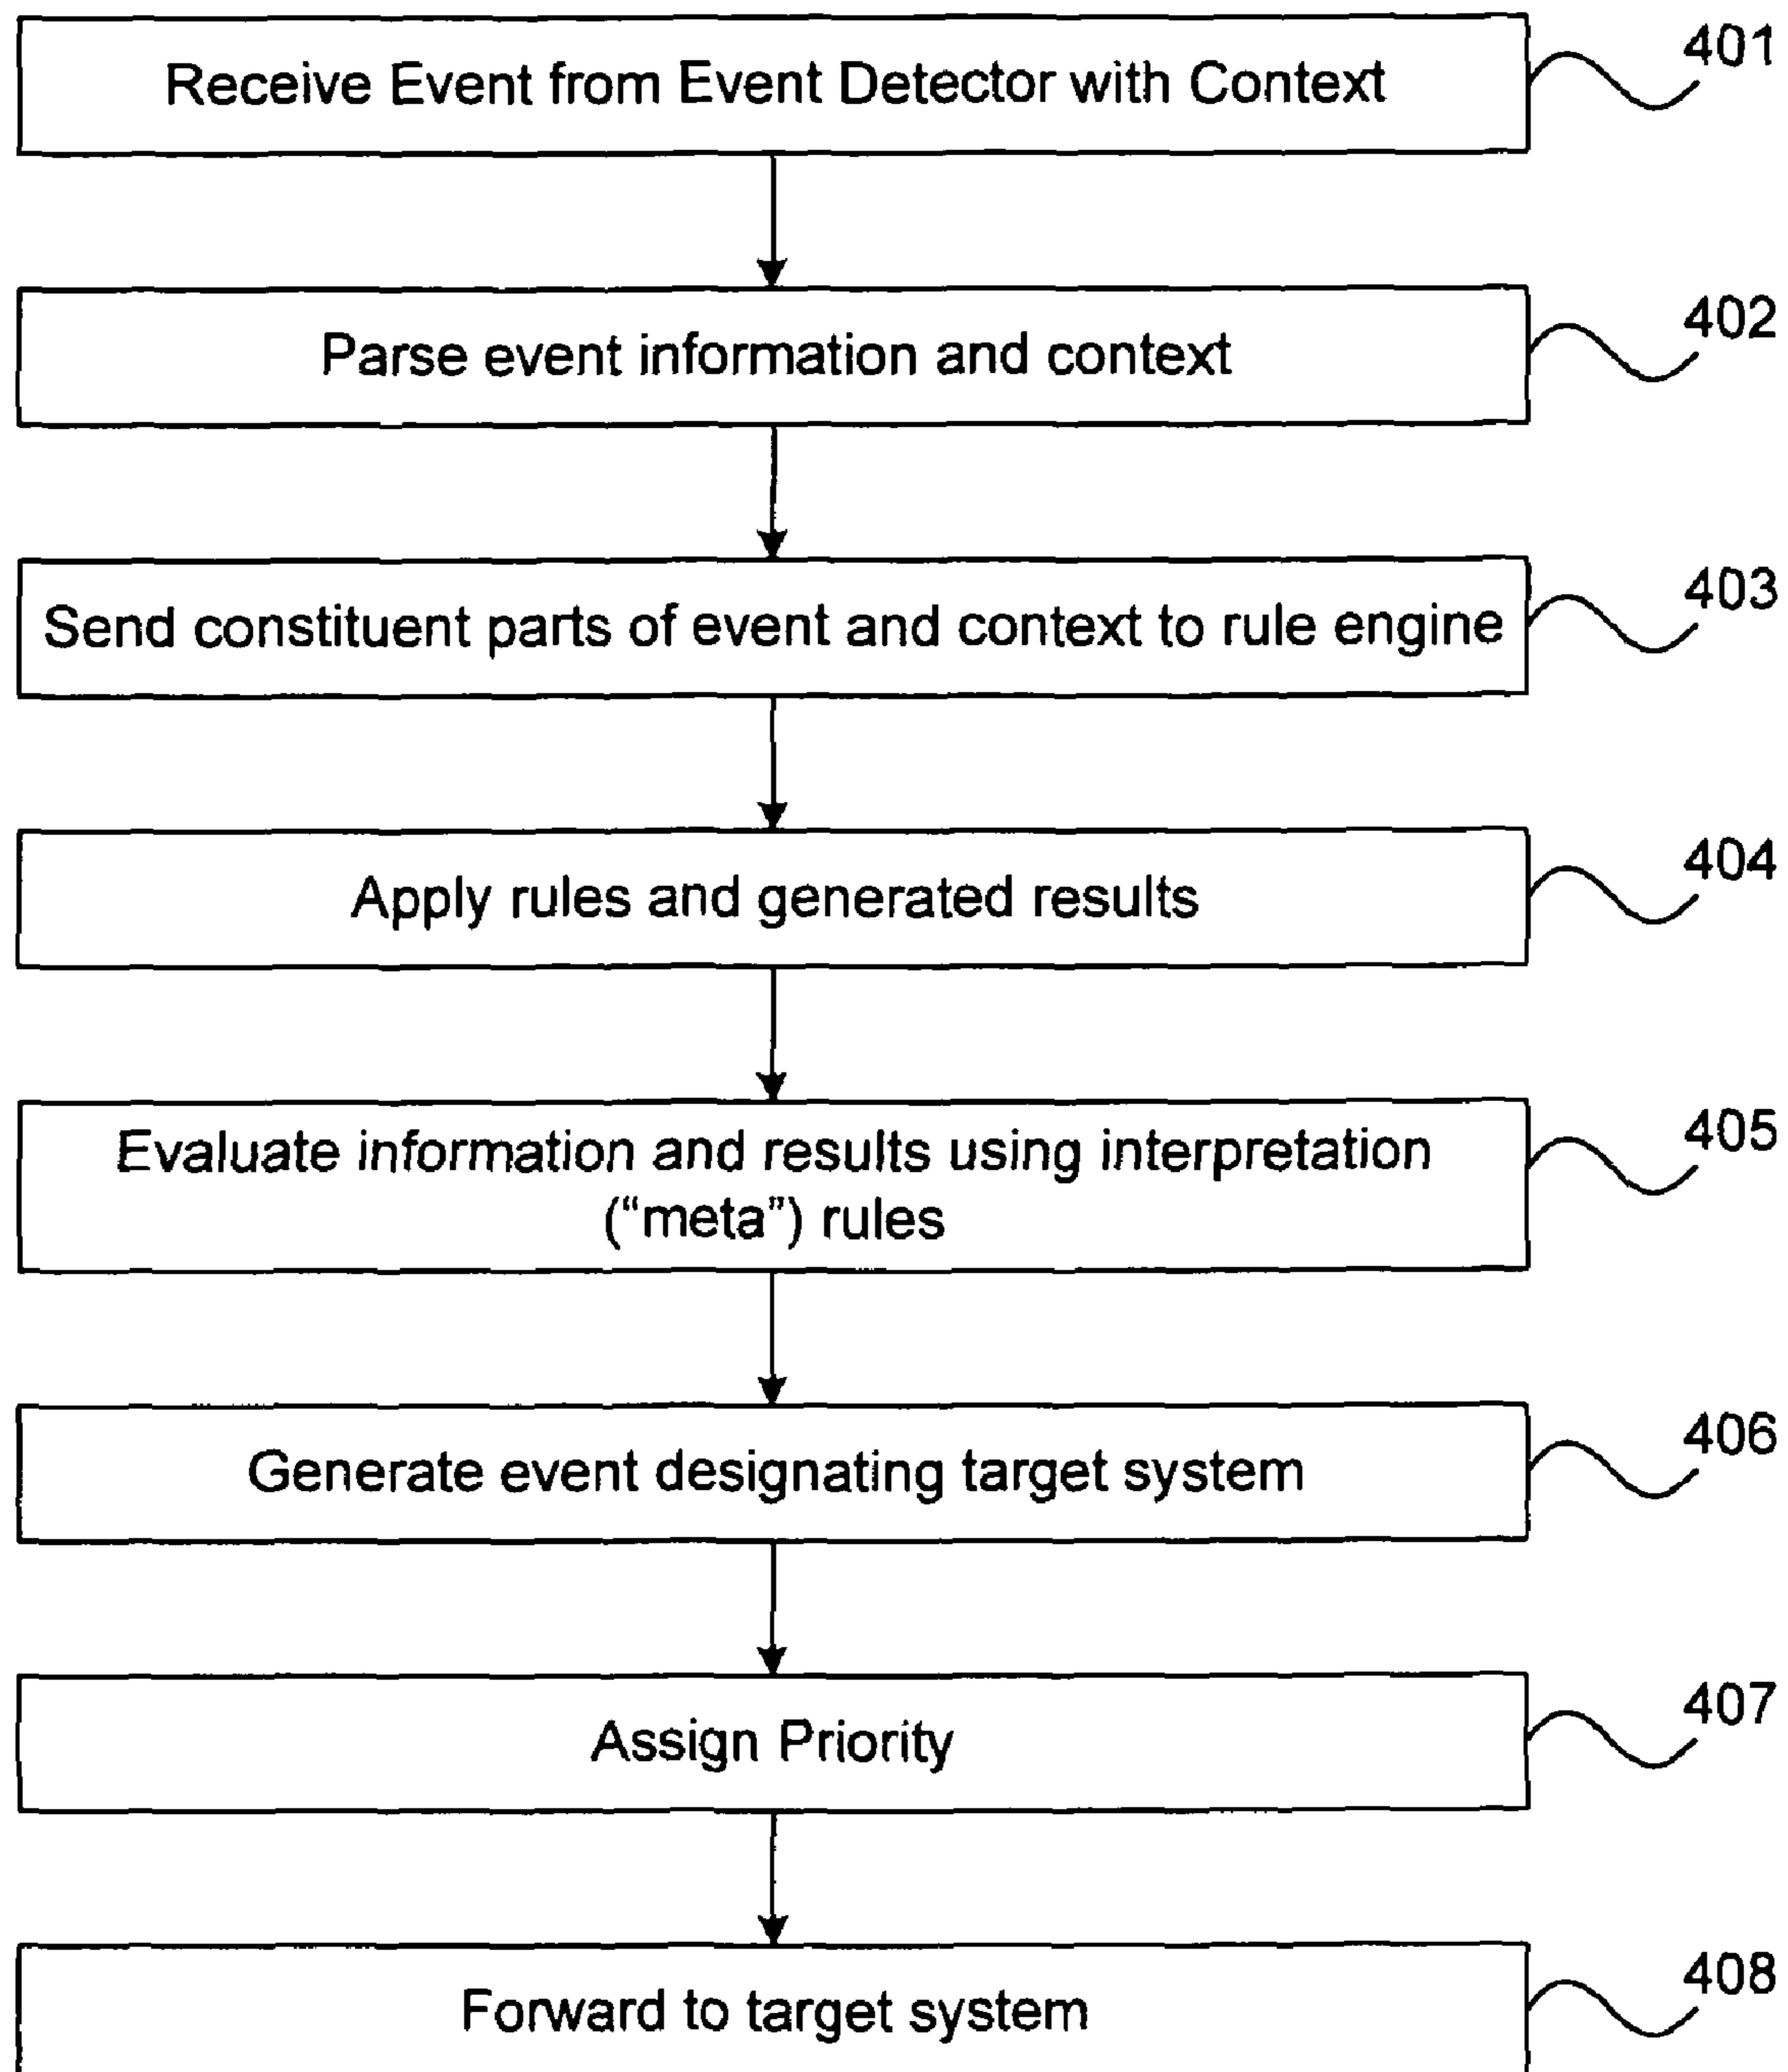 Receive Event from Event Detector with Context
401
Parse event information and context
402
Send constituent parts of event and context to rule engine
403
Apply rules and generated results
404
Evaluate information and results using interpretation
(“meta”) rules
405
Generate event designating target system
406
Assign Priority
407
Forward to target system
408